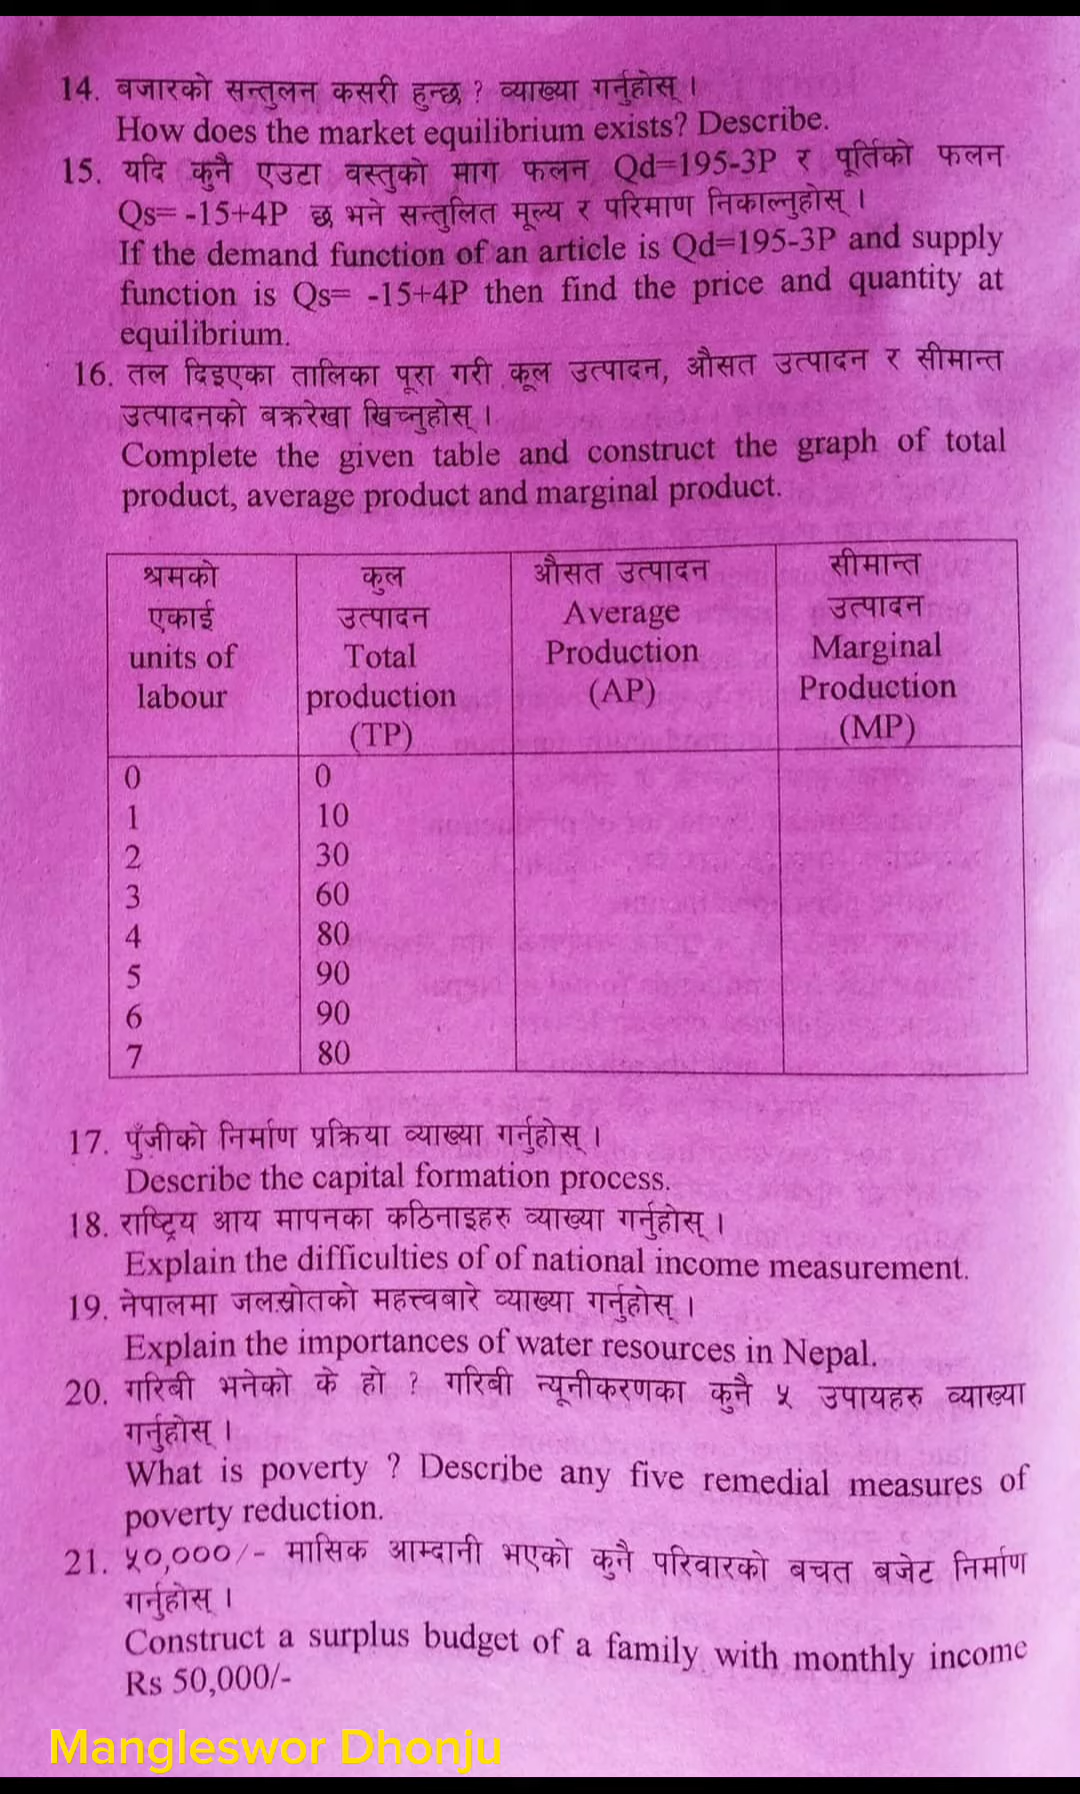 14. बजारको सन्तुलन कसरी हुन्छ ? व्याख्या गर्नुहोस् ।
How does the market equilibrium exists? Describe.
15. यदि कुनै एउटा वस्तुको माग फलन Qd=195-3P र पूर्तिको फलन
Qs= -15+4P छ भने सन्तुलित मूल्य र परिमाण निकाल्नुहोस् ।
If the demand function of an article is Qd=195-3P and supply
function is Qs= -15+4P then find the price and quantity at
equilibrium.
16. तल दिइएका तालिका पूरा गरी कूल उत्पादन, औसत उत्पादन र सीमान्त
उत्पादनको बक्ररेखा खिच्नुहोस् ।
Complete the given table and construct the graph of total
product, average product and marginal product.
श्रमको एकाई units of labour कुल उत्पादन Total production (TP) औसत उत्पादन Average Production (AP) सीमान्त उत्पादन Marginal Production (MP)
0 0
1 10
2 30
3 60
4 80
5 90
6 90
7 80
17. पुँजीको निर्माण प्रक्रिया व्याख्या गर्नुहोस् ।
Describe the capital formation process.
18. राष्ट्रिय आय मापनका कठिनाइहरु व्याख्या गर्नुहोस् ।
Explain the difficulties of of national income measurement.
19. नेपालमा जलस्रोतको महत्त्वबारे व्याख्या गर्नुहोस् ।
Explain the importances of water resources in Nepal.
20. गरिबी भनेको के हो ? गरिबी न्यूनीकरणका कुनै ५ उपायहरु व्याख्या
गर्नुहोस् ।
What is poverty ? Describe any five remedial measures of
poverty reduction.
21. ५०,०००/- मासिक आम्दानी भएको कुनै परिवारको बचत बजेट निर्माण
गर्नुहोस् ।
Construct a surplus budget of a family with monthly income
Rs 50,000/-
Mangleswor Dhonju